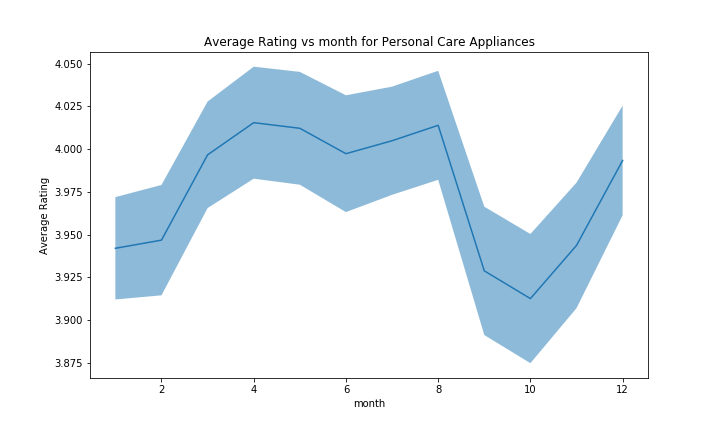 Average Rating vs month for Personal Care Appliances
4.050
4.025
4.000
3.975
3.950
3.925
3.900
3.875
Average Rating
2 4 6 8 10 12
month